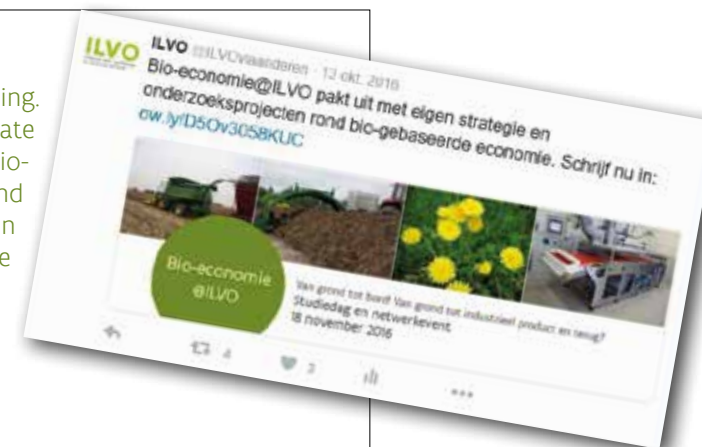 ing.
ate
io-
nd
n
e
ILVO
ILVO @ILVOvlaanderen · 13 okt. 2016
Bio-economie@ILVO pakt uit met eigen strategie en
onderzoeksprojecten rond bio-gebaseerde economie. Schrijf nu in:
ow.ly/D5Ov3058KUC
Bio-economie
@ILVO
Van grond tot bord! Van grond tot industrieel product en terug?
Studiedag en netwerkevent
18 november 2016
4
3